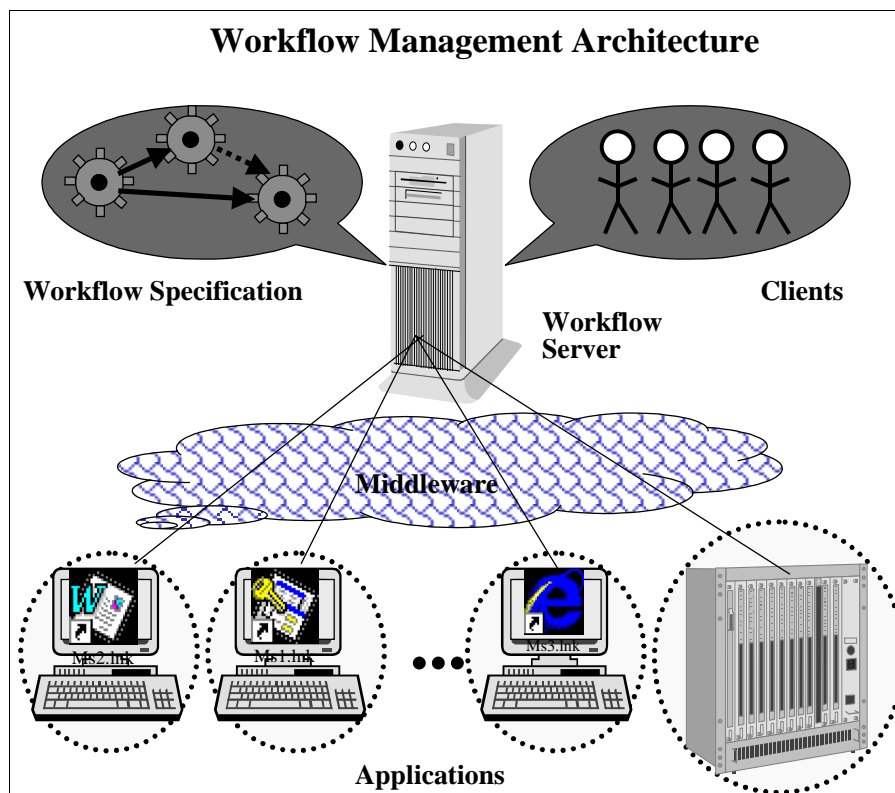 Workflow Management Architecture
Workflow Specification
Clients
Workflow
Server
Middleware
Ms2.lnk
Ms1.lnk
Ms3.lnk
Applications